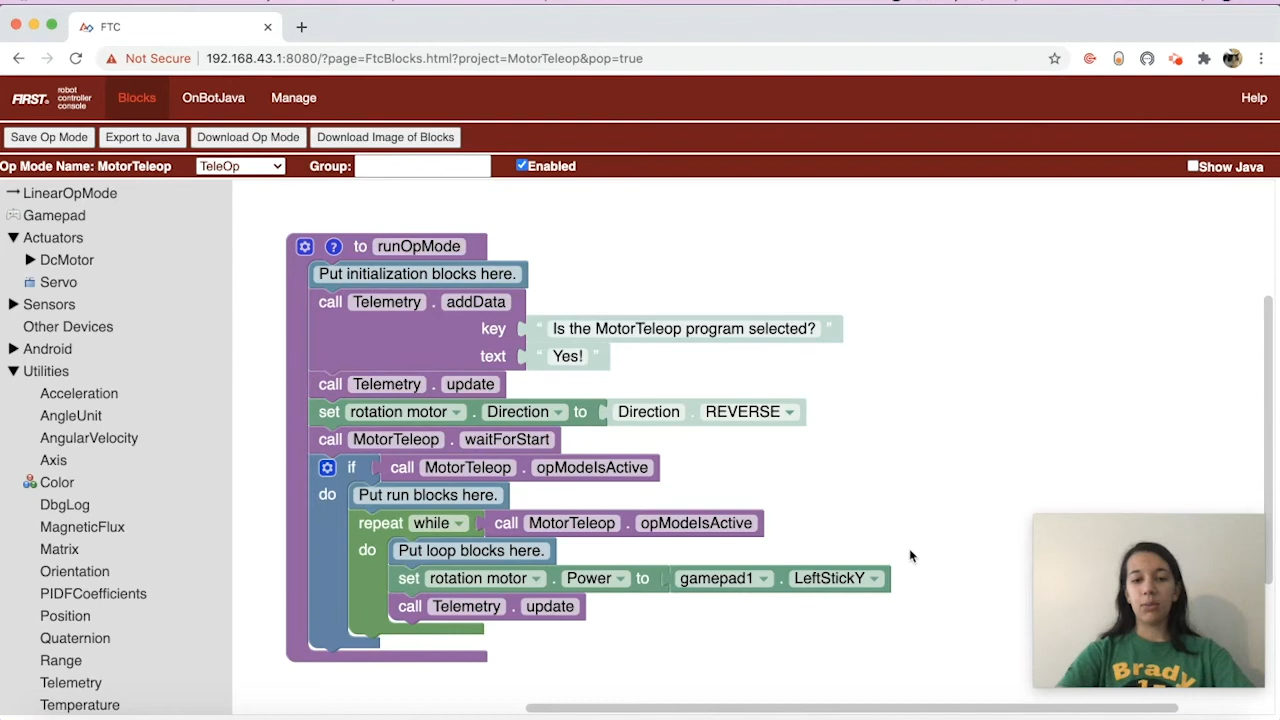 FTC
Not Secure
192.168.43.1:8080/?page=FtcBlocks.html?project=MotorTeleop&pop=true
FIRST. robot controller console
Blocks
OnBotJava
Manage
Help
Save Op Mode
Export to Java
Download Op Mode
Download Image of Blocks
Op Mode Name: MotorTeleop
TeleOp
Group:
Enabled
Show Java
LinearOpMode
Gamepad
Actuators
DcMotor
Servo
Sensors
Other Devices
Android
Utilities
Acceleration
AngleUnit
AngularVelocity
Axis
Color
DbgLog
MagneticFlux
Matrix
Orientation
PIDFCoefficients
Position
Quaternion
Range
Telemetry
Temperature
? to runOpMode
Put initialization blocks here.
call Telemetry . addData
key “ Is the MotorTeleop program selected? ”
text “ Yes! ”
call Telemetry . update
set rotation motor . Direction to Direction . REVERSE
call MotorTeleop . waitForStart
if call MotorTeleop . opModeIsActive
do Put run blocks here.
repeat while call MotorTeleop . opModeIsActive
do Put loop blocks here.
set rotation motor . Power to gamepad1 . LeftStickY
call Telemetry . update
Brady